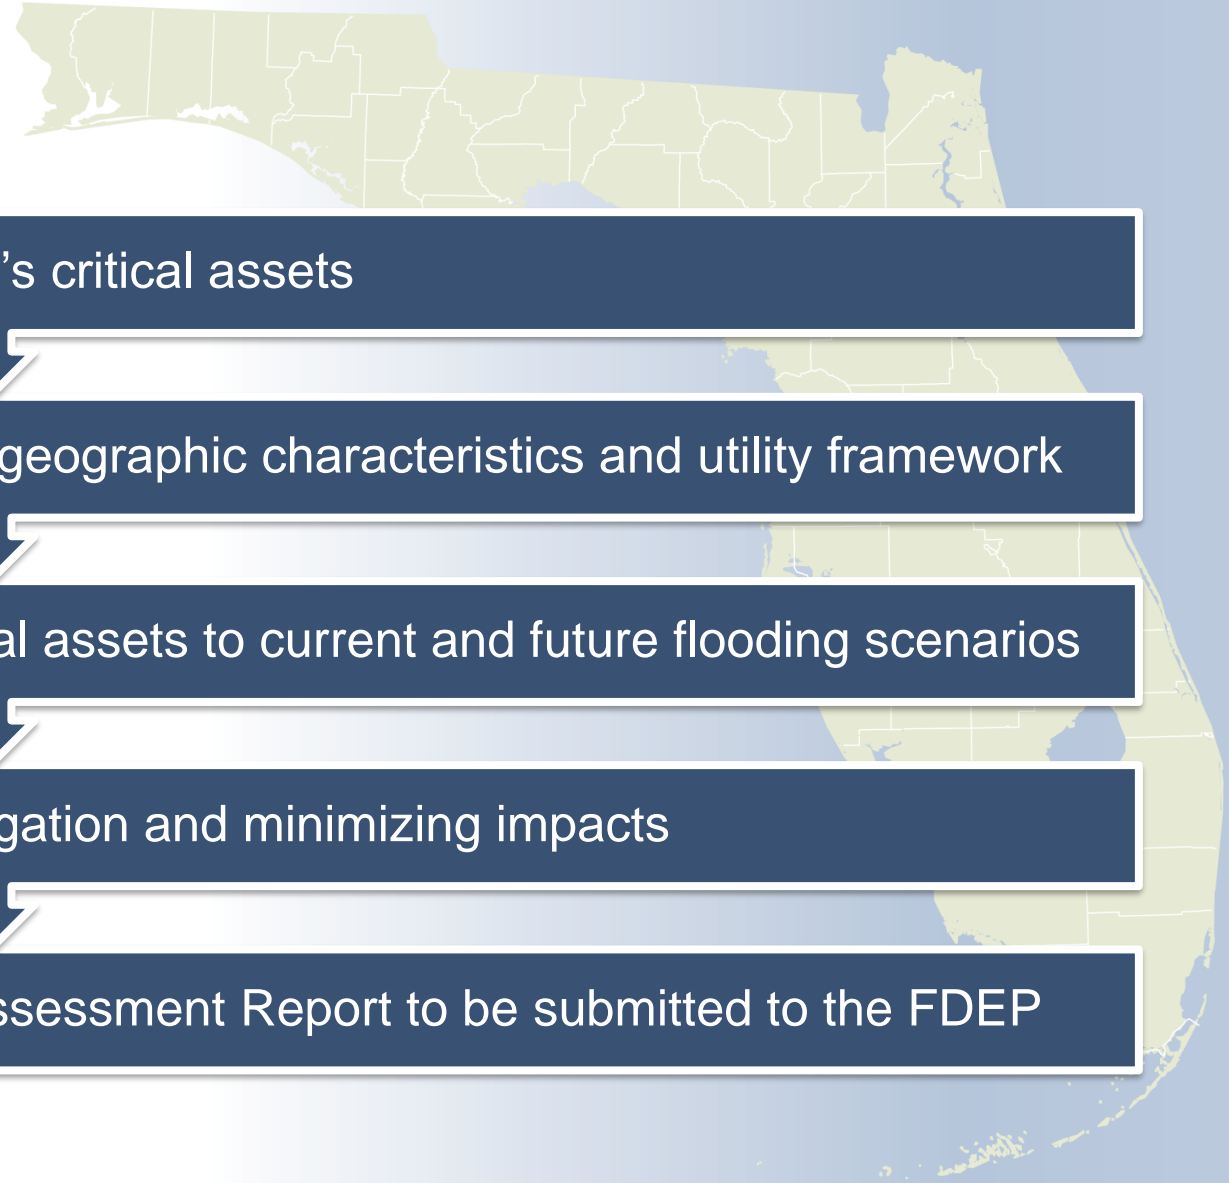 ’s critical assets
geographic characteristics and utility framework
al assets to current and future flooding scenarios
gation and minimizing impacts
ssessment Report to be submitted to the FDEP